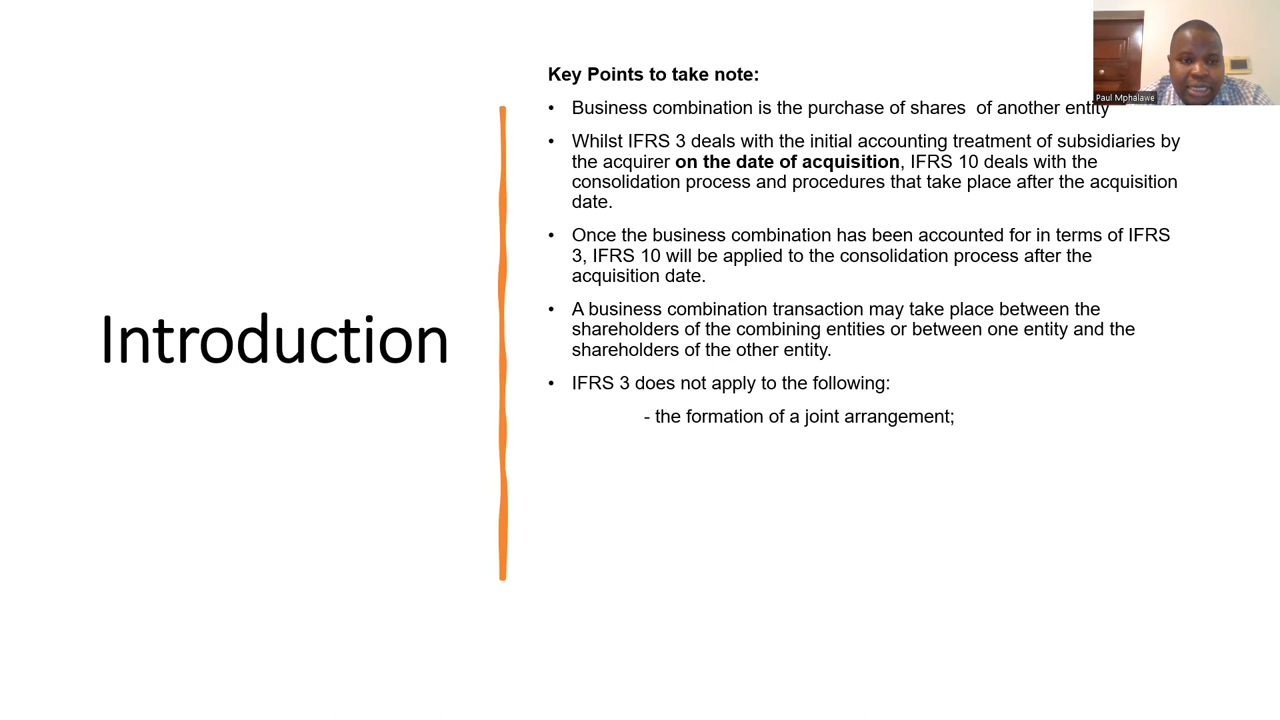 Key Points to take note:
Paul Mphalawe
• Business combination is the purchase of shares  of another entity
• Whilst IFRS 3 deals with the initial accounting treatment of subsidiaries by
the acquirer on the date of acquisition, IFRS 10 deals with the
consolidation process and procedures that take place after the acquisition
date.
• Once the business combination has been accounted for in terms of IFRS
3, IFRS 10 will be applied to the consolidation process after the
acquisition date.
• A business combination transaction may take place between the
shareholders of the combining entities or between one entity and the
shareholders of the other entity.
• IFRS 3 does not apply to the following:
- the formation of a joint arrangement;
Introduction